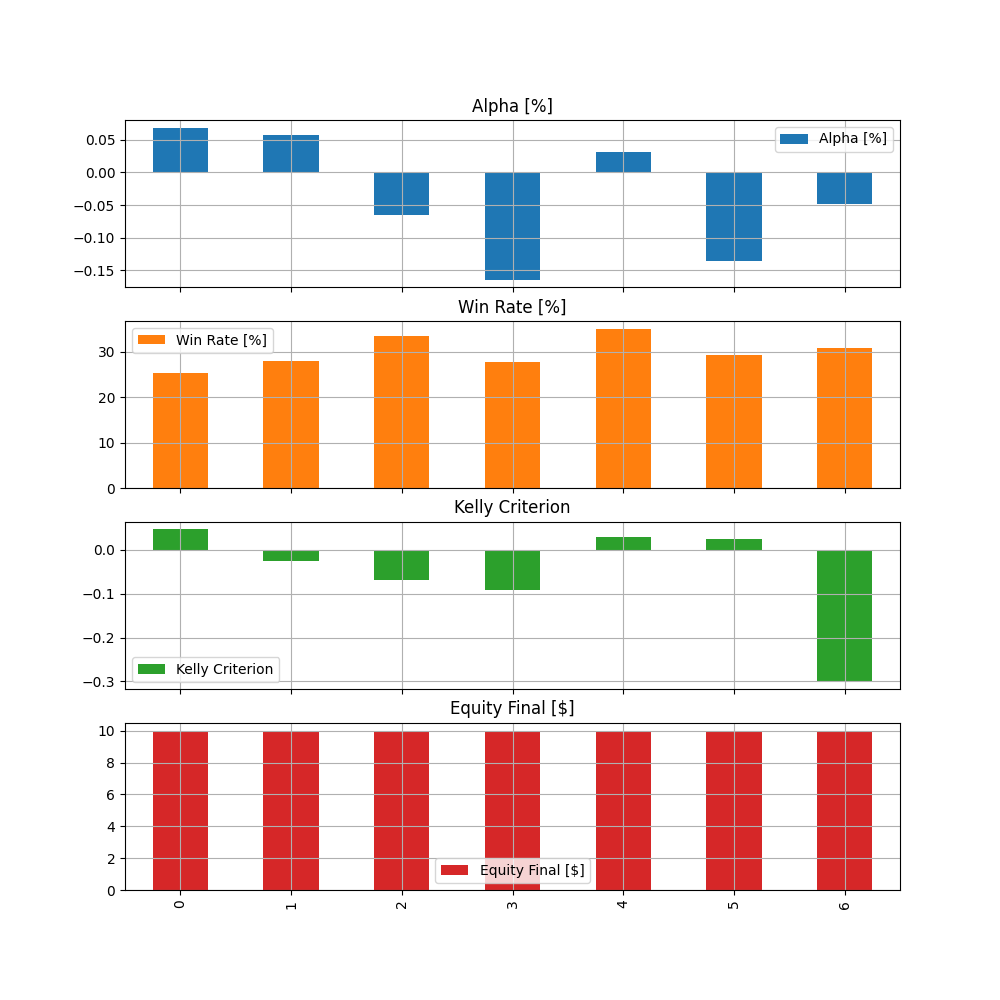 Alpha [%]
0.05
0.00
−0.05
−0.10
−0.15
Alpha [%]
Win Rate [%]
30
20
10
0
Win Rate [%]
Kelly Criterion
0.0
−0.1
−0.2
−0.3
Kelly Criterion
Equity Final [$]
10
8
6
4
2
0
Equity Final [$]
0 1 2 3 4 5 6